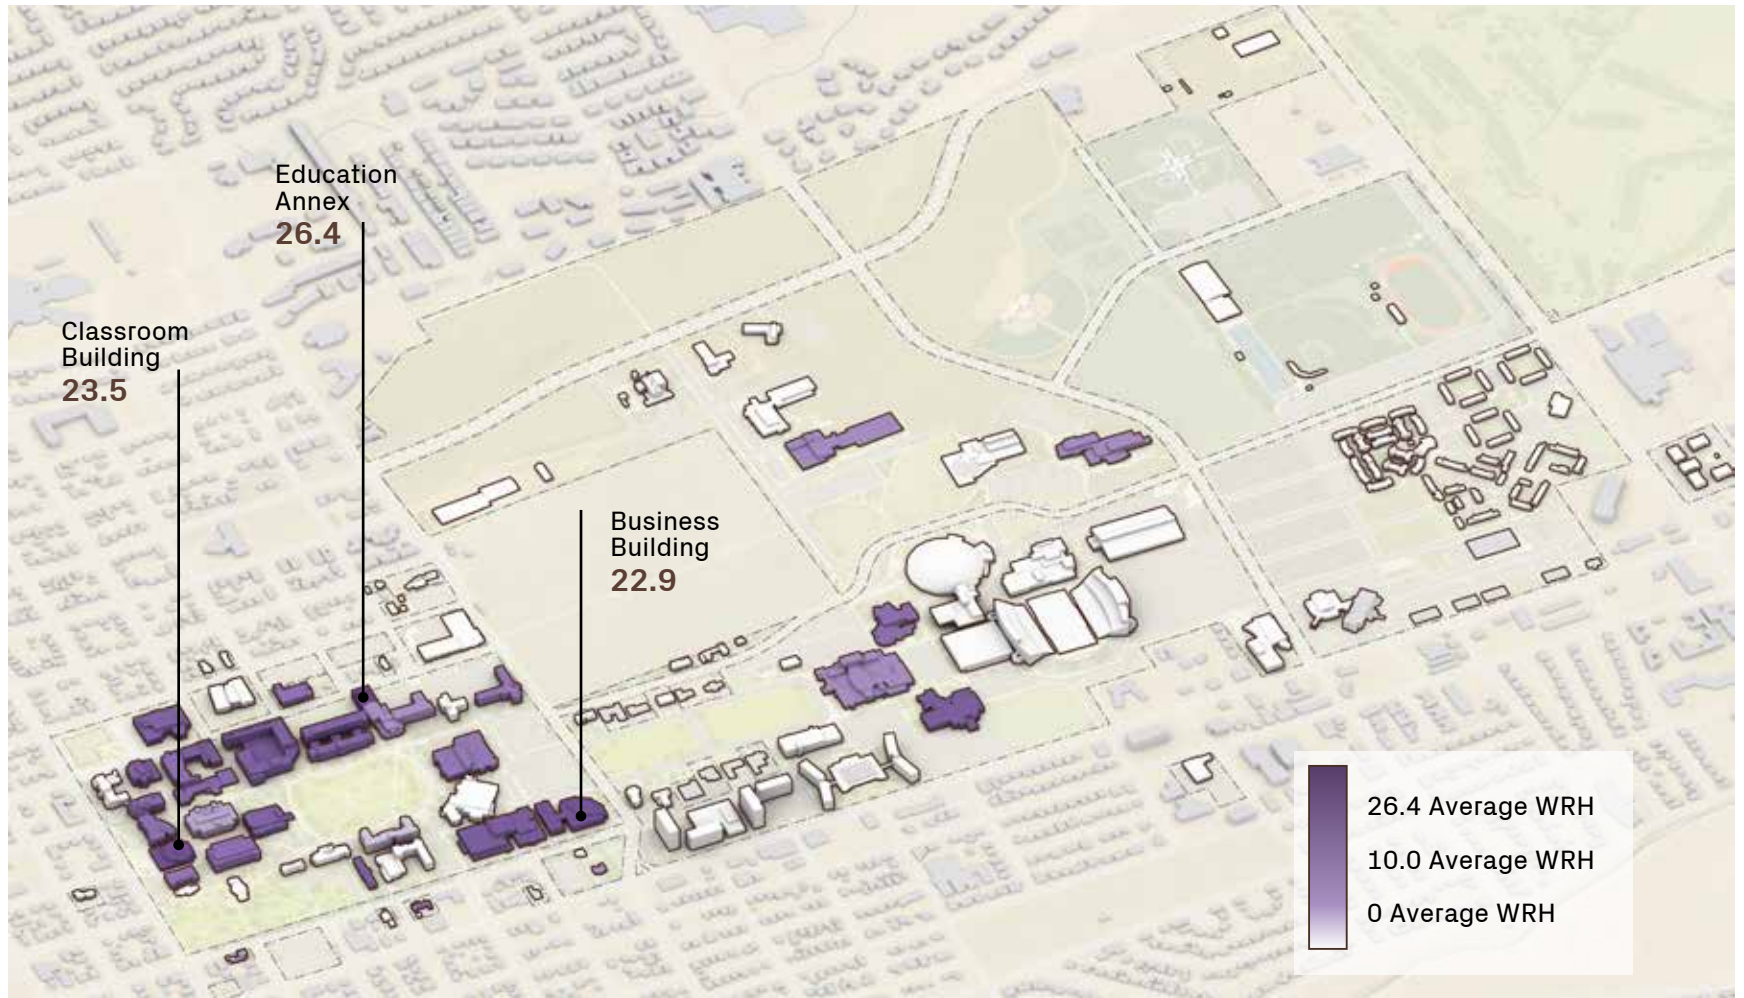 Education
Annex
26.4
Classroom
Building
23.5
Business
Building
22.9
26.4 Average WRH
10.0 Average WRH
0 Average WRH